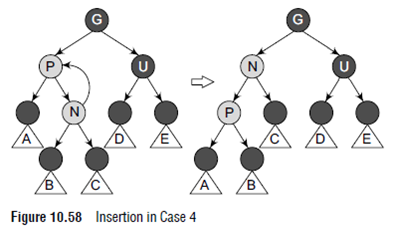 G G
P U N U
N P
A D E C D E
B C A B
Figure 10.58 Insertion in Case 4